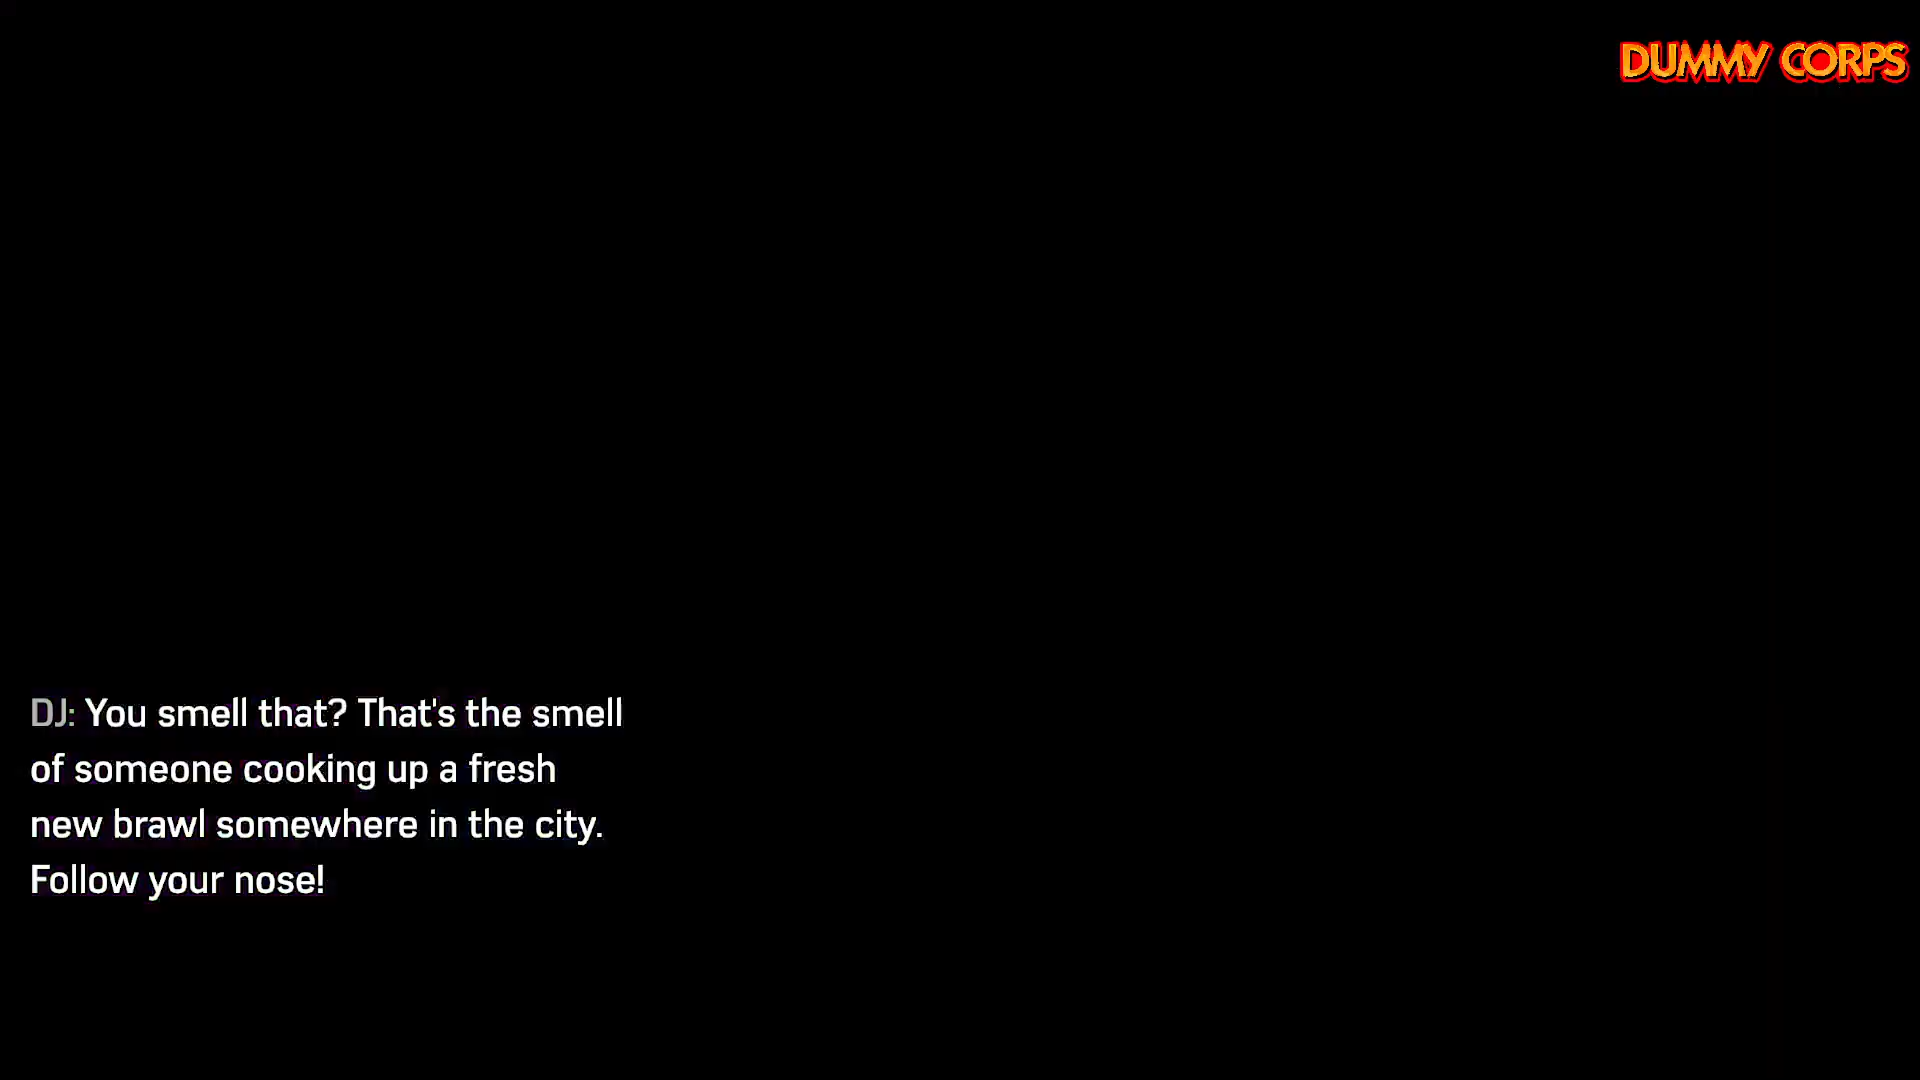 DUMMY CORPS
DJ: You smell that? That's the smell
of someone cooking up a fresh
new brawl somewhere in the city.
Follow your nose!